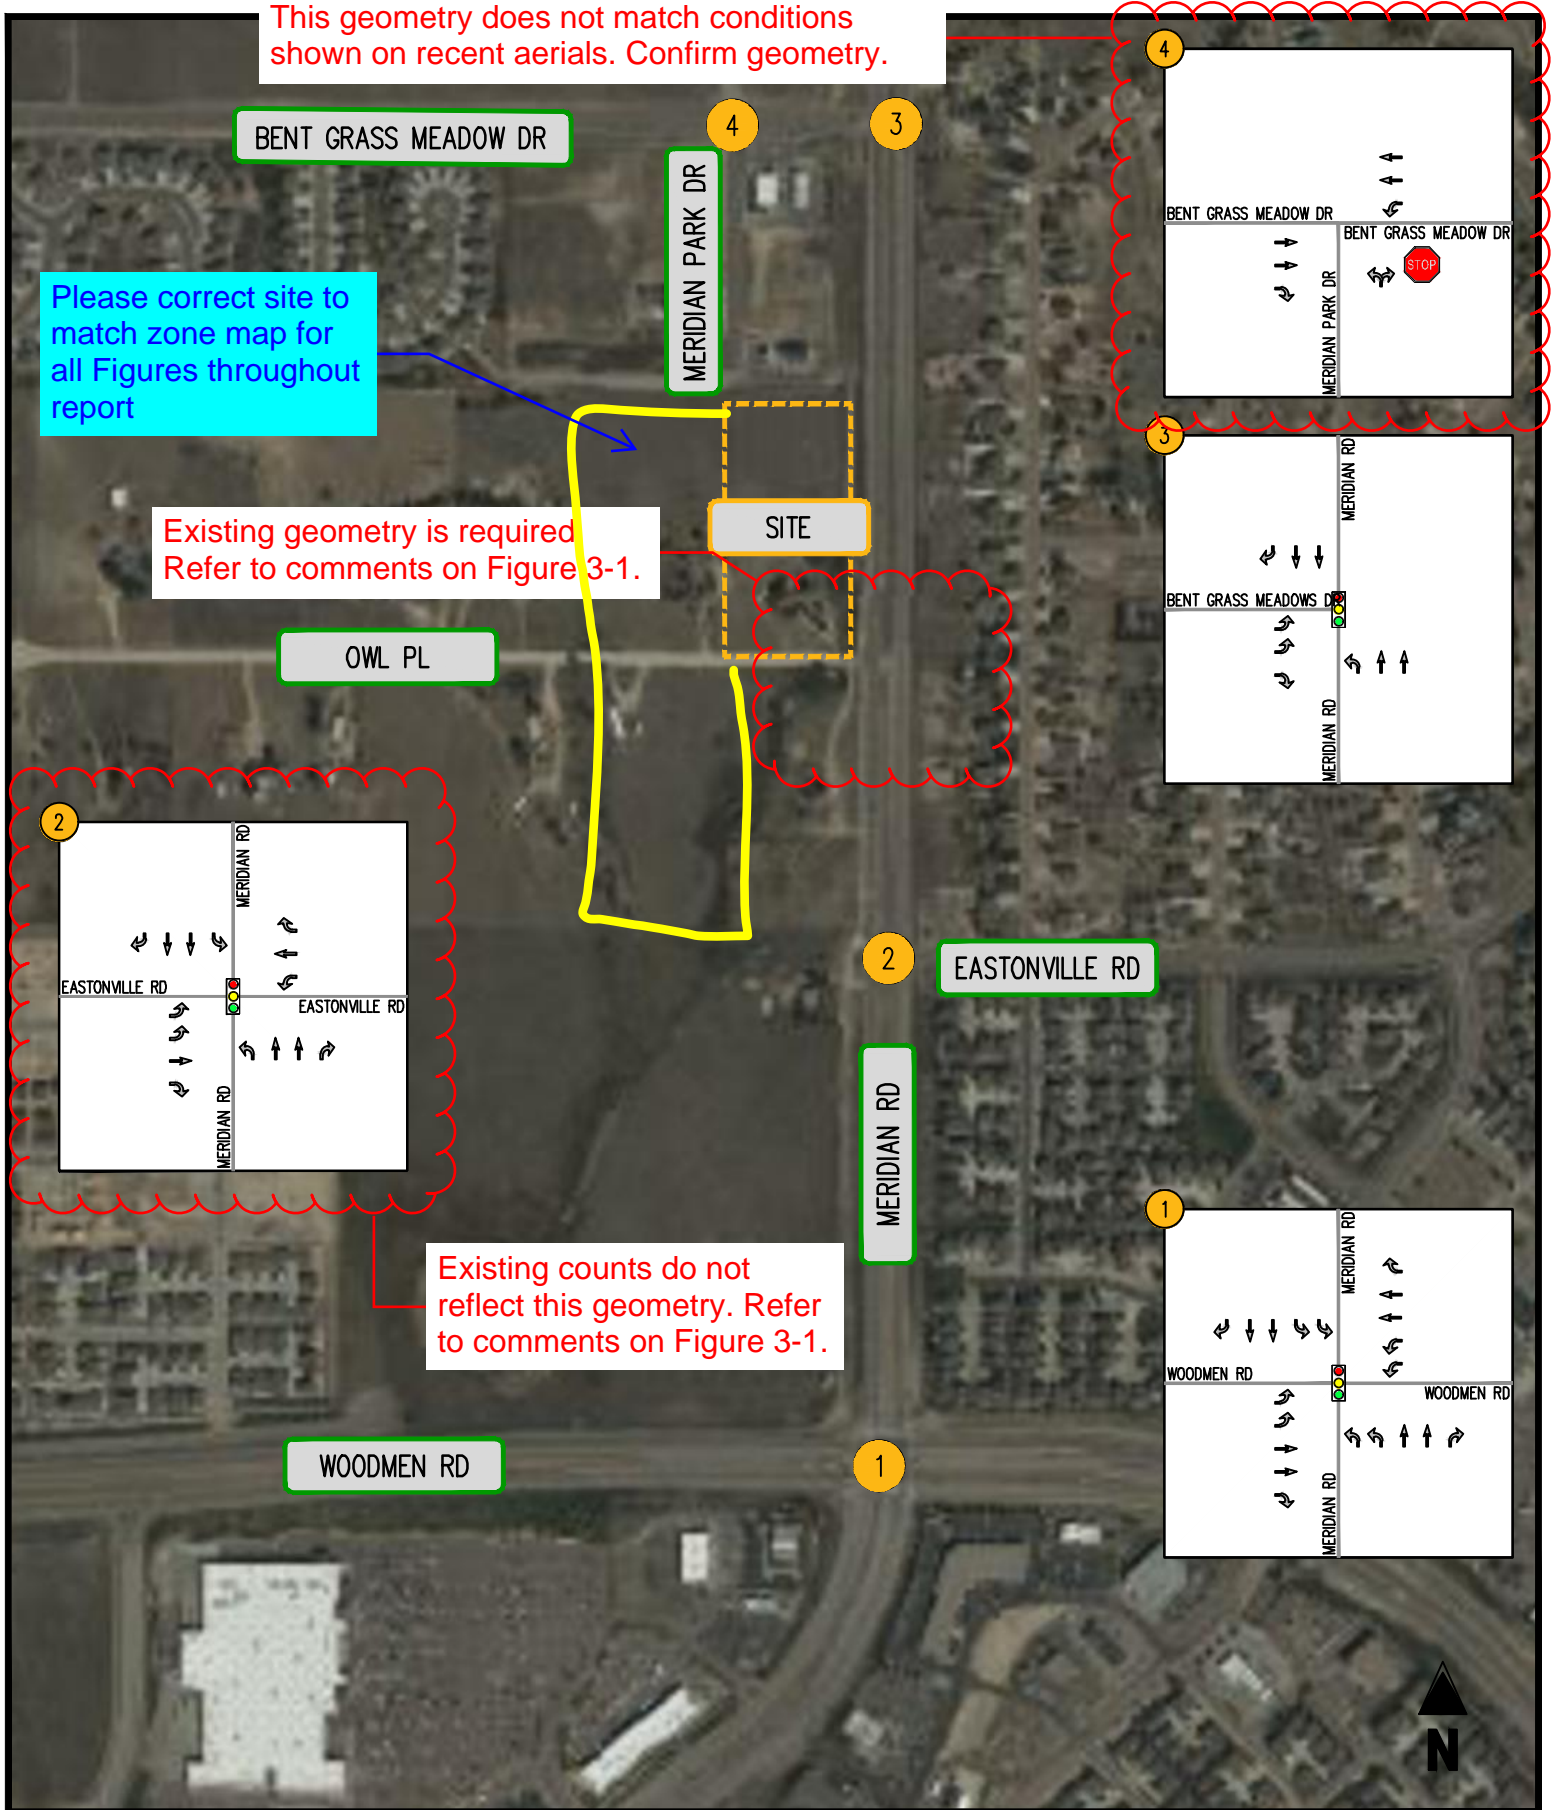 This geometry does not match conditions
shown on recent aerials. Confirm geometry.
BENT GRASS MEADOW DR
4
3
MERIDIAN PARK DR
4
BENT GRASS MEADOW DR
BENT GRASS MEADOW DR
STOP
MERIDIAN PARK DR
Please correct site to
match zone map for
all Figures throughout
report
3
MERIDIAN RD
BENT GRASS MEADOWS DR
MERIDIAN RD
SITE
Existing geometry is required
Refer to comments on Figure 3-1.
OWL PL
2
MERIDIAN RD
EASTONVILLE RD
EASTONVILLE RD
MERIDIAN RD
2
EASTONVILLE RD
MERIDIAN RD
Existing counts do not
reflect this geometry. Refer
to comments on Figure 3-1.
1
MERIDIAN RD
WOODMEN RD
WOODMEN RD
MERIDIAN RD
WOODMEN RD
1
N